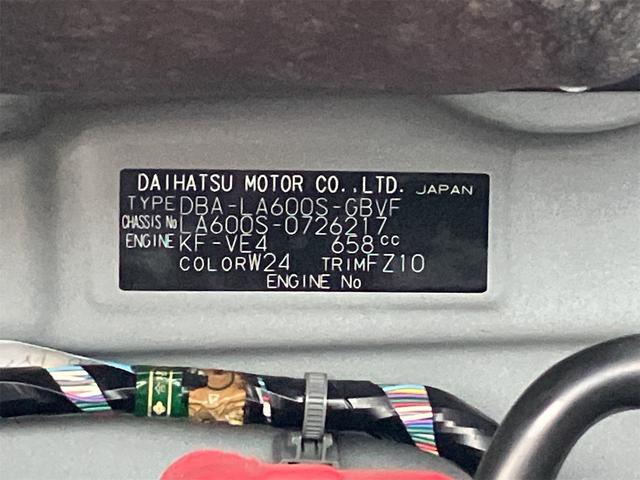 DAIHATSU MOTOR CO.,LTD. JAPAN
TYPE DBA-LA600S-GBVF
CHASSIS No LA600S-0726217
ENGINE KF-VE4 658cc
COLOR W24 TRIM FZ10
ENGINE No